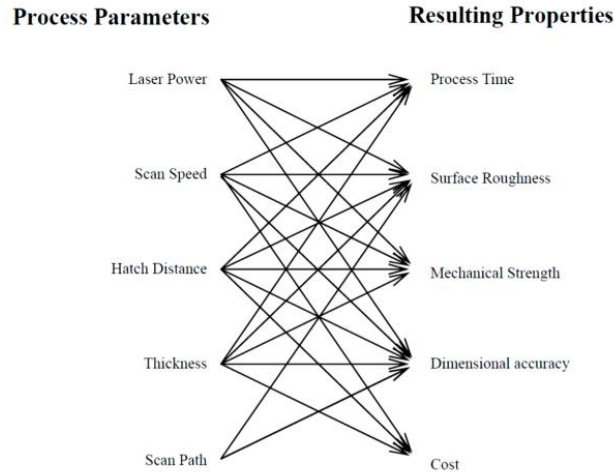 Process Parameters
Resulting Properties
Laser Power
Process Time
Scan Speed
Surface Roughness
Hatch Distance
Mechanical Strength
Thickness
Dimensional accuracy
Scan Path
Cost